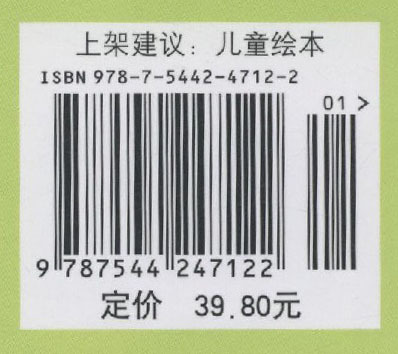 上架建议：儿童绘本
ISBN 978-7-5442-4712-2
01 >
9 787544 247122
定价 39.80元